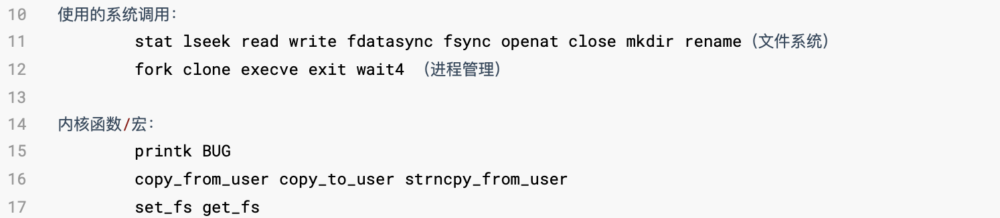 10 使用的系统调用:
11 stat lseek read write fdatasync fsync openat close mkdir rename（文件系统）
12 fork clone execve exit wait4 （进程管理）
13
14 内核函数/宏:
15 printk BUG
16 copy_from_user copy_to_user strncpy_from_user
17 set_fs get_fs